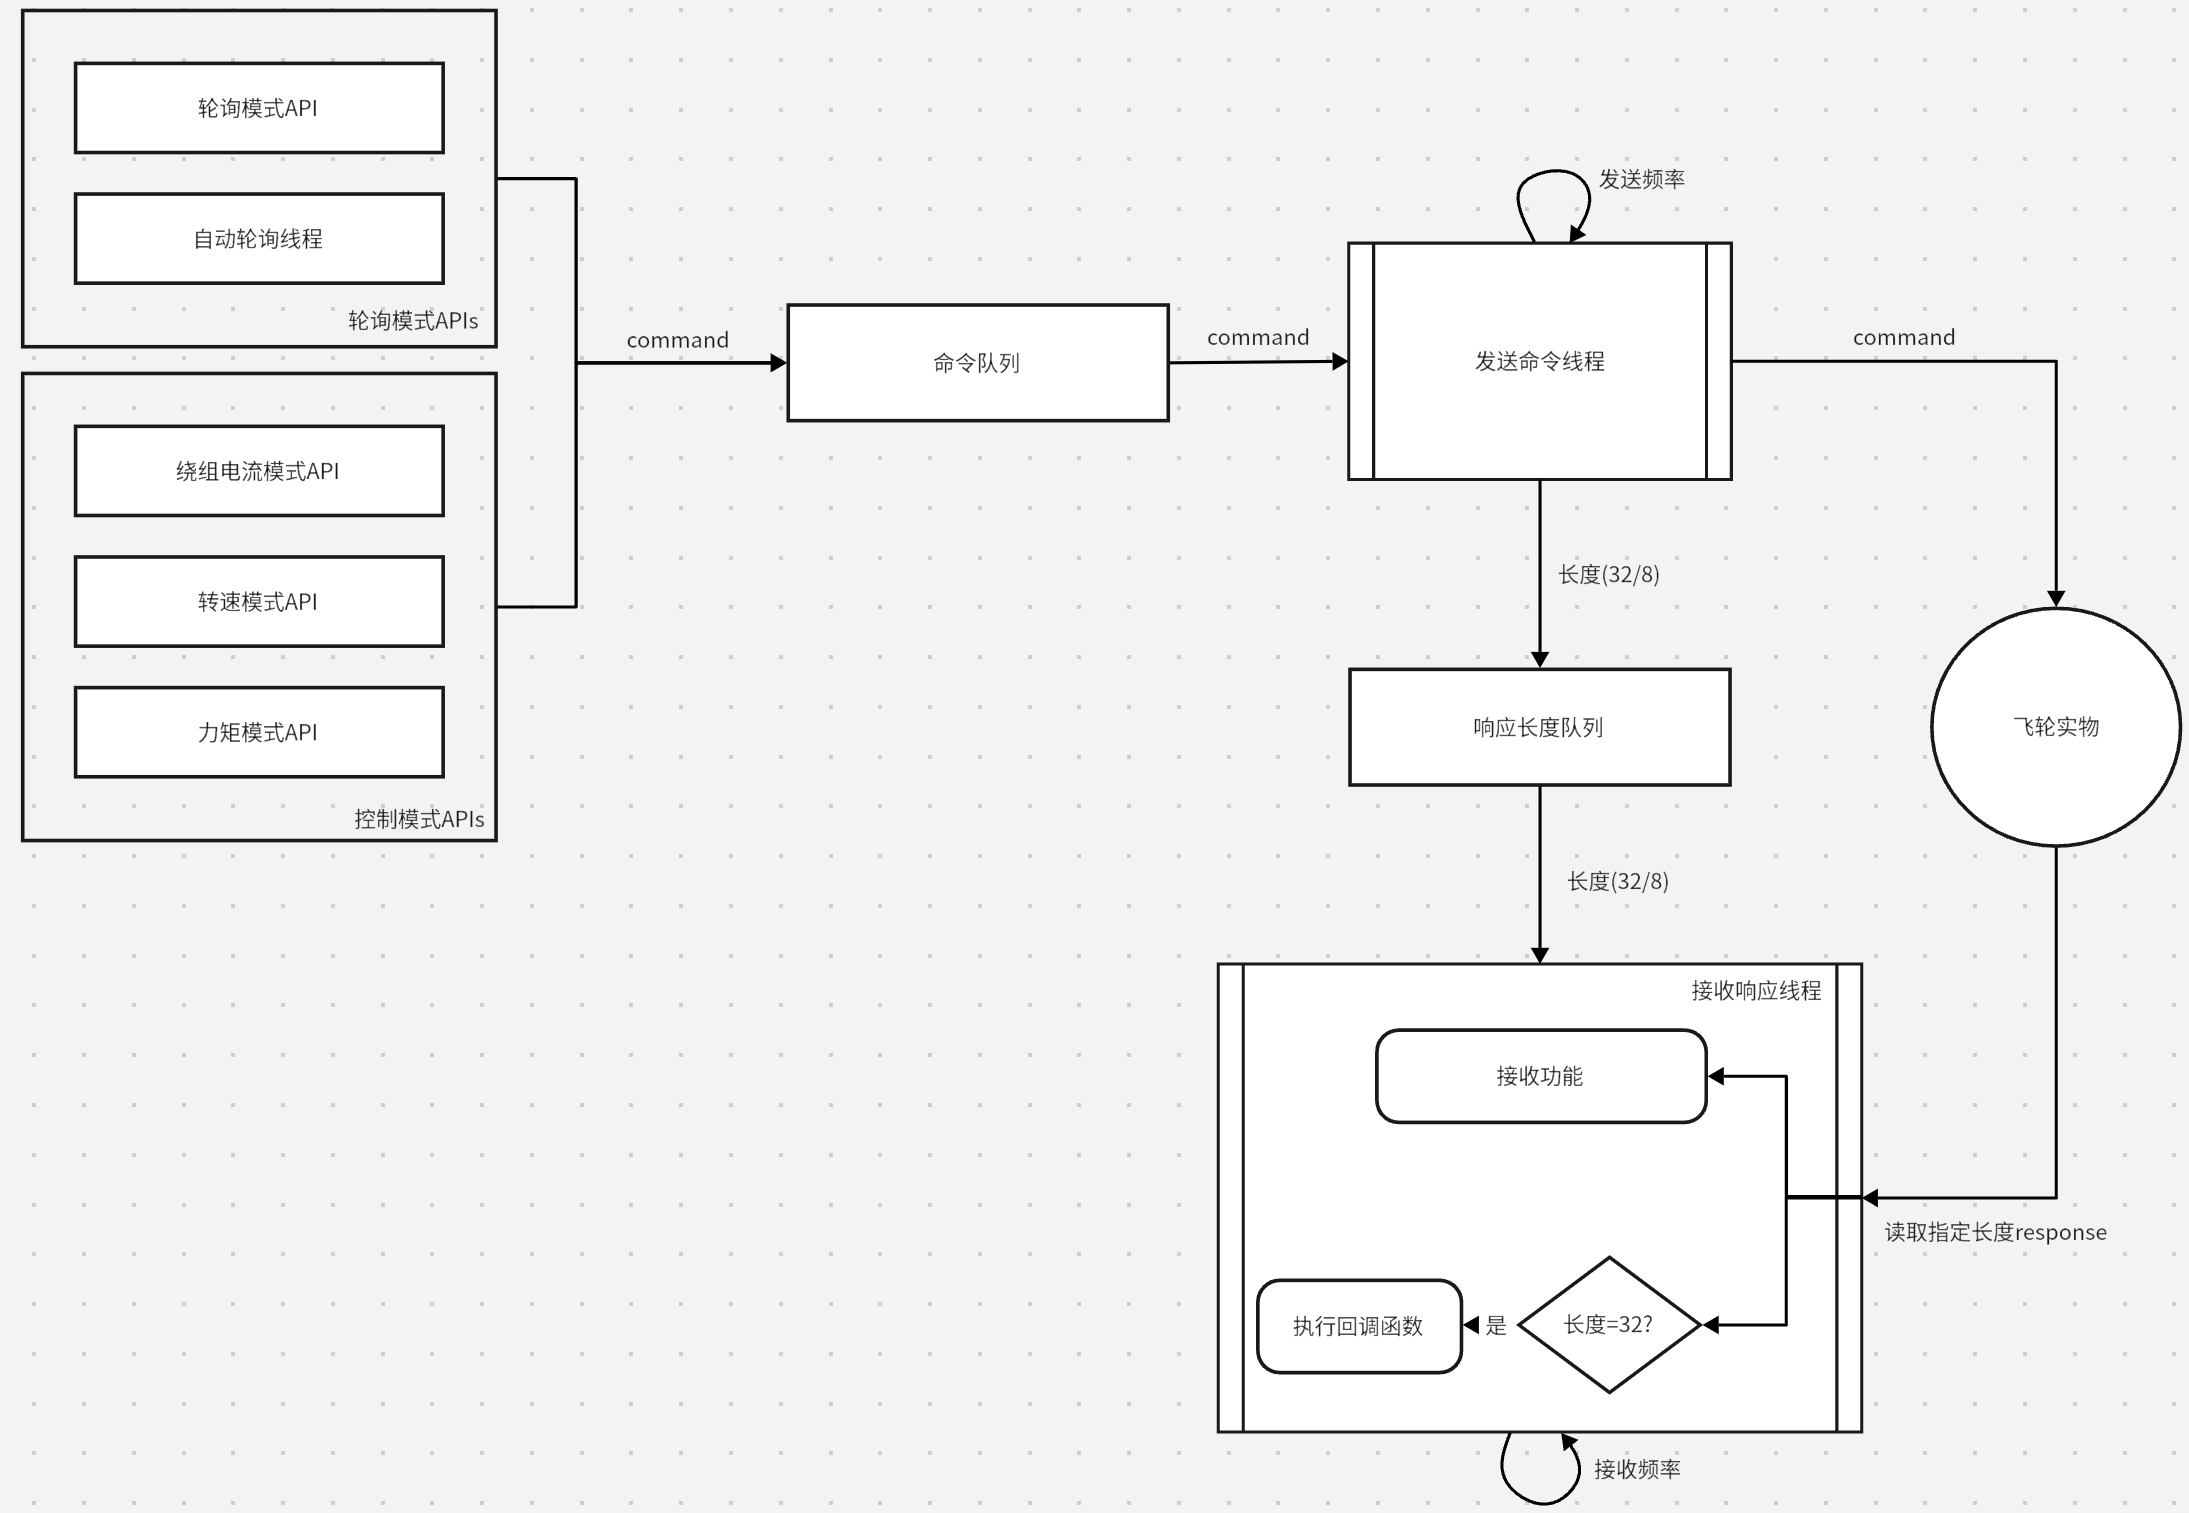 轮询模式API
自动轮询线程
轮询模式APIs
绕组电流模式API
转速模式API
力矩模式API
控制模式APIs
command
命令队列
command
发送频率
发送命令线程
command
长度(32/8)
响应长度队列
飞轮实物
长度(32/8)
接收响应线程
接收功能
读取指定长度response
长度=32?
是
执行回调函数
接收频率